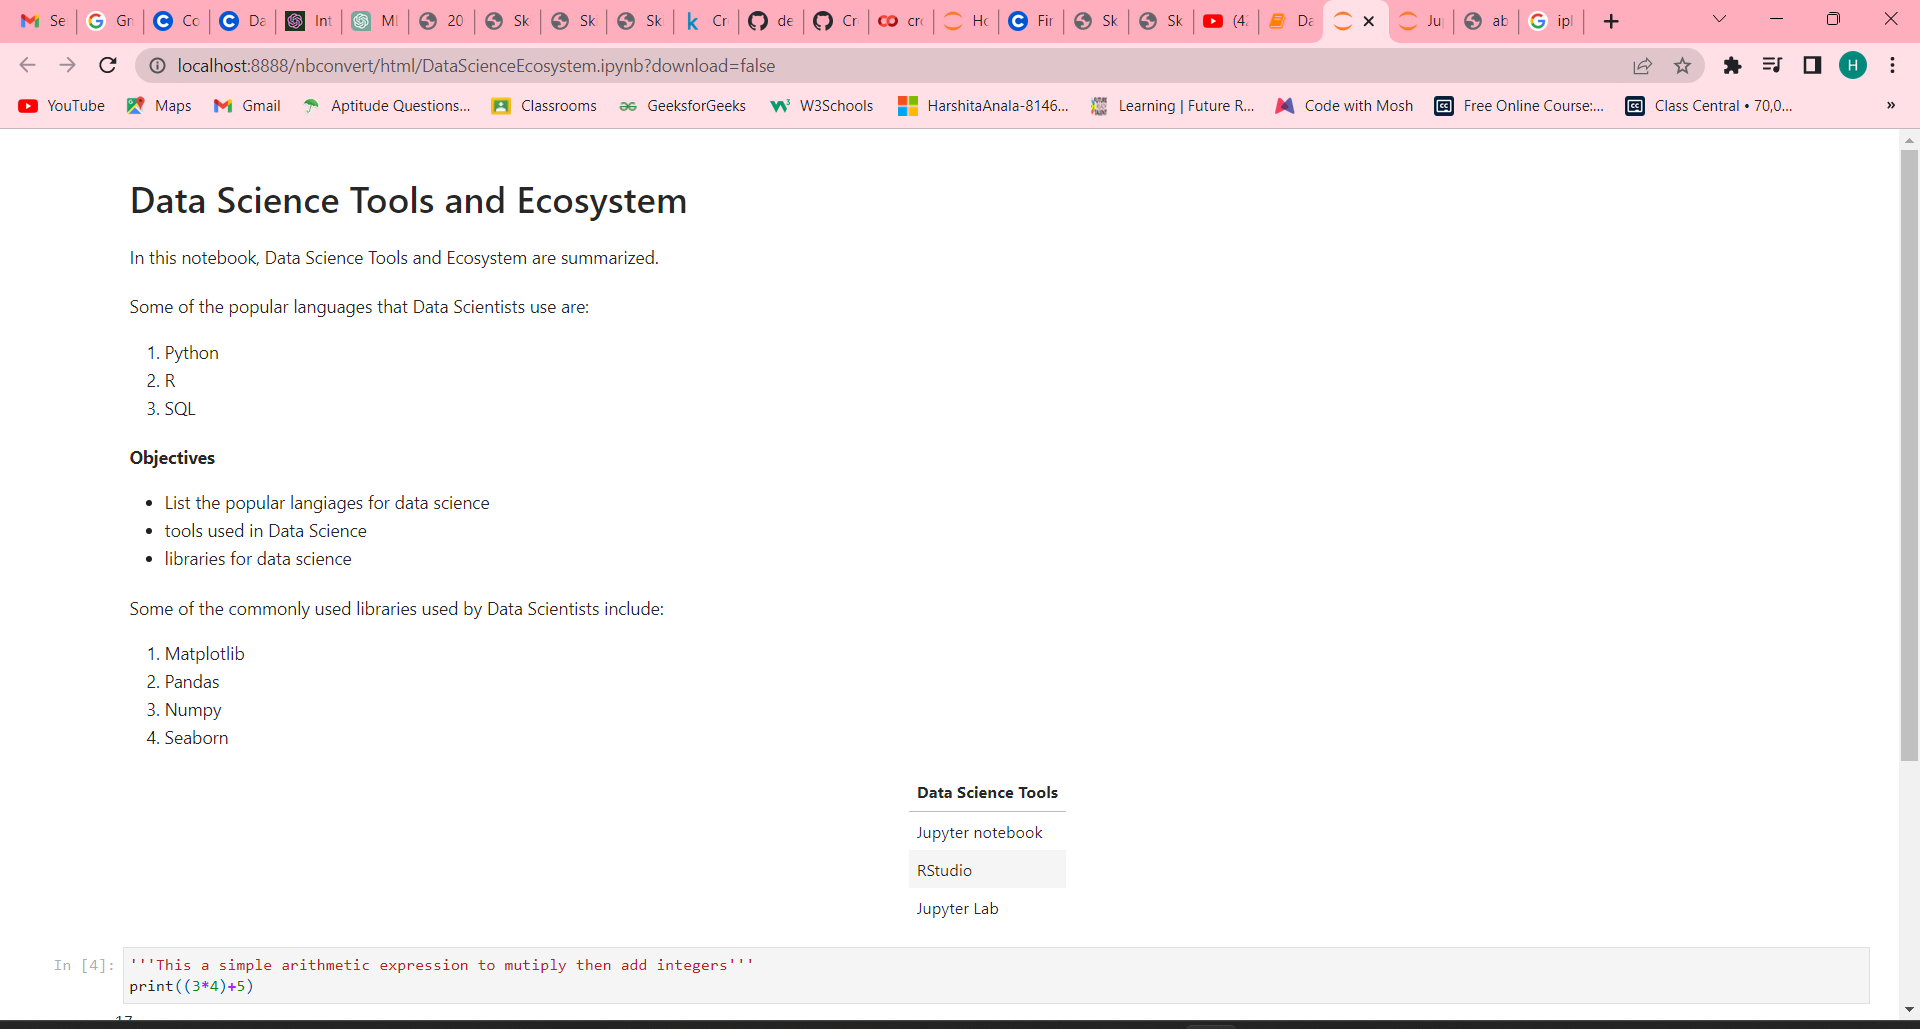 Se Gr Co Da Int MI 20 Sk Sk Sk Cr de Cr cro Ho Fir Sk Sk (42 Da Ju ab ipl
localhost:8888/nbconvert/html/DataScienceEcosystem.ipynb?download=false
H
YouTube Maps Gmail Aptitude Questions... Classrooms GeeksforGeeks W3Schools HarshitaAnala-8146... Learning | Future R... Code with Mosh Free Online Course:... Class Central • 70,0... »
Data Science Tools and Ecosystem
In this notebook, Data Science Tools and Ecosystem are summarized.
Some of the popular languages that Data Scientists use are:
1. Python
2. R
3. SQL
Objectives
• List the popular langiages for data science
• tools used in Data Science
• libraries for data science
Some of the commonly used libraries used by Data Scientists include:
1. Matplotlib
2. Pandas
3. Numpy
4. Seaborn
Data Science Tools
Jupyter notebook
RStudio
Jupyter Lab
In [4]: '''This a simple arithmetic expression to mutiply then add integers'''
print((3*4)+5)
17